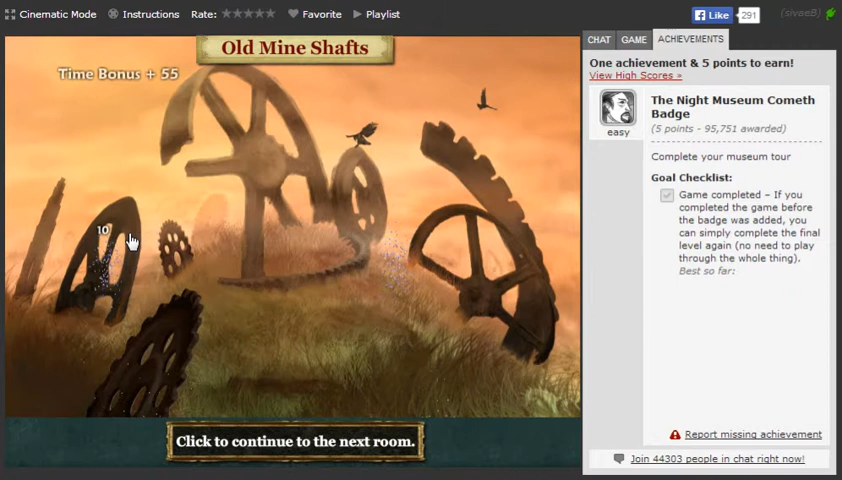 Cinematic Mode
Instructions
Rate:
Favorite
Playlist
Like
291
(sivaeB)
Old Mine Shafts
Time Bonus + 55
10
Click to continue to the next room.
CHAT
GAME
ACHIEVEMENTS
One achievement & 5 points to earn!
View High Scores »
easy
The Night Museum Cometh
Badge
(5 points - 95,751 awarded)
Complete your museum tour
Goal Checklist:
Game completed – If you
completed the game before
the badge was added, you
can simply complete the final
level again (no need to play
through the whole thing).
Best so far:
Report missing achievement
Join 44303 people in chat right now!